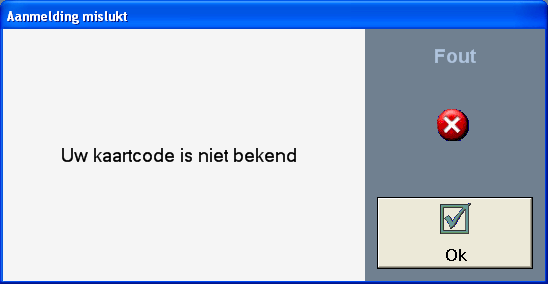 Aanmelding mislukt
Fout
Uw kaartcode is niet bekend
Ok